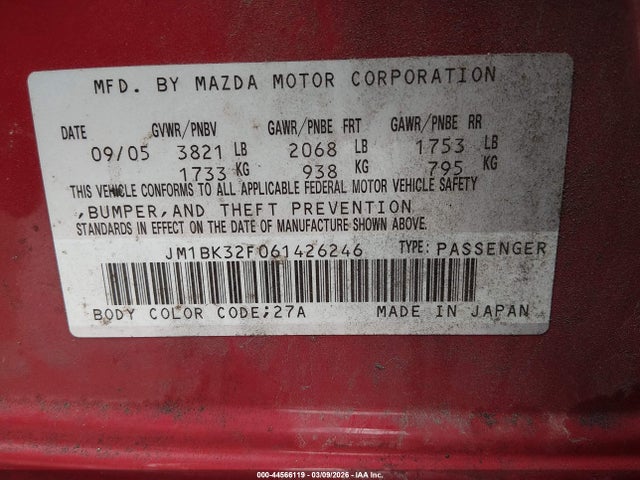 MFD. BY MAZDA MOTOR CORPORATION
DATE GVWR/PNBV GAWR/PNBE FRT GAWR/PNBE RR
09/05 3821 LB 2068 LB 1753 LB
1733 KG 938 KG 795 KG
THIS VEHICLE CONFORMS TO ALL APPLICABLE FEDERAL MOTOR VEHICLE SAFETY
,BUMPER,AND THEFT PREVENTION
STANDARDS IN EFFECT ON THE DATE OF MANUFACTURE SHOWN ABOVE.
JM1BK32F061426246 TYPE: PASSENGER
BODY COLOR CODE;27A MADE IN JAPAN
000-44566119 | 03/09/2026 | IAA Inc.